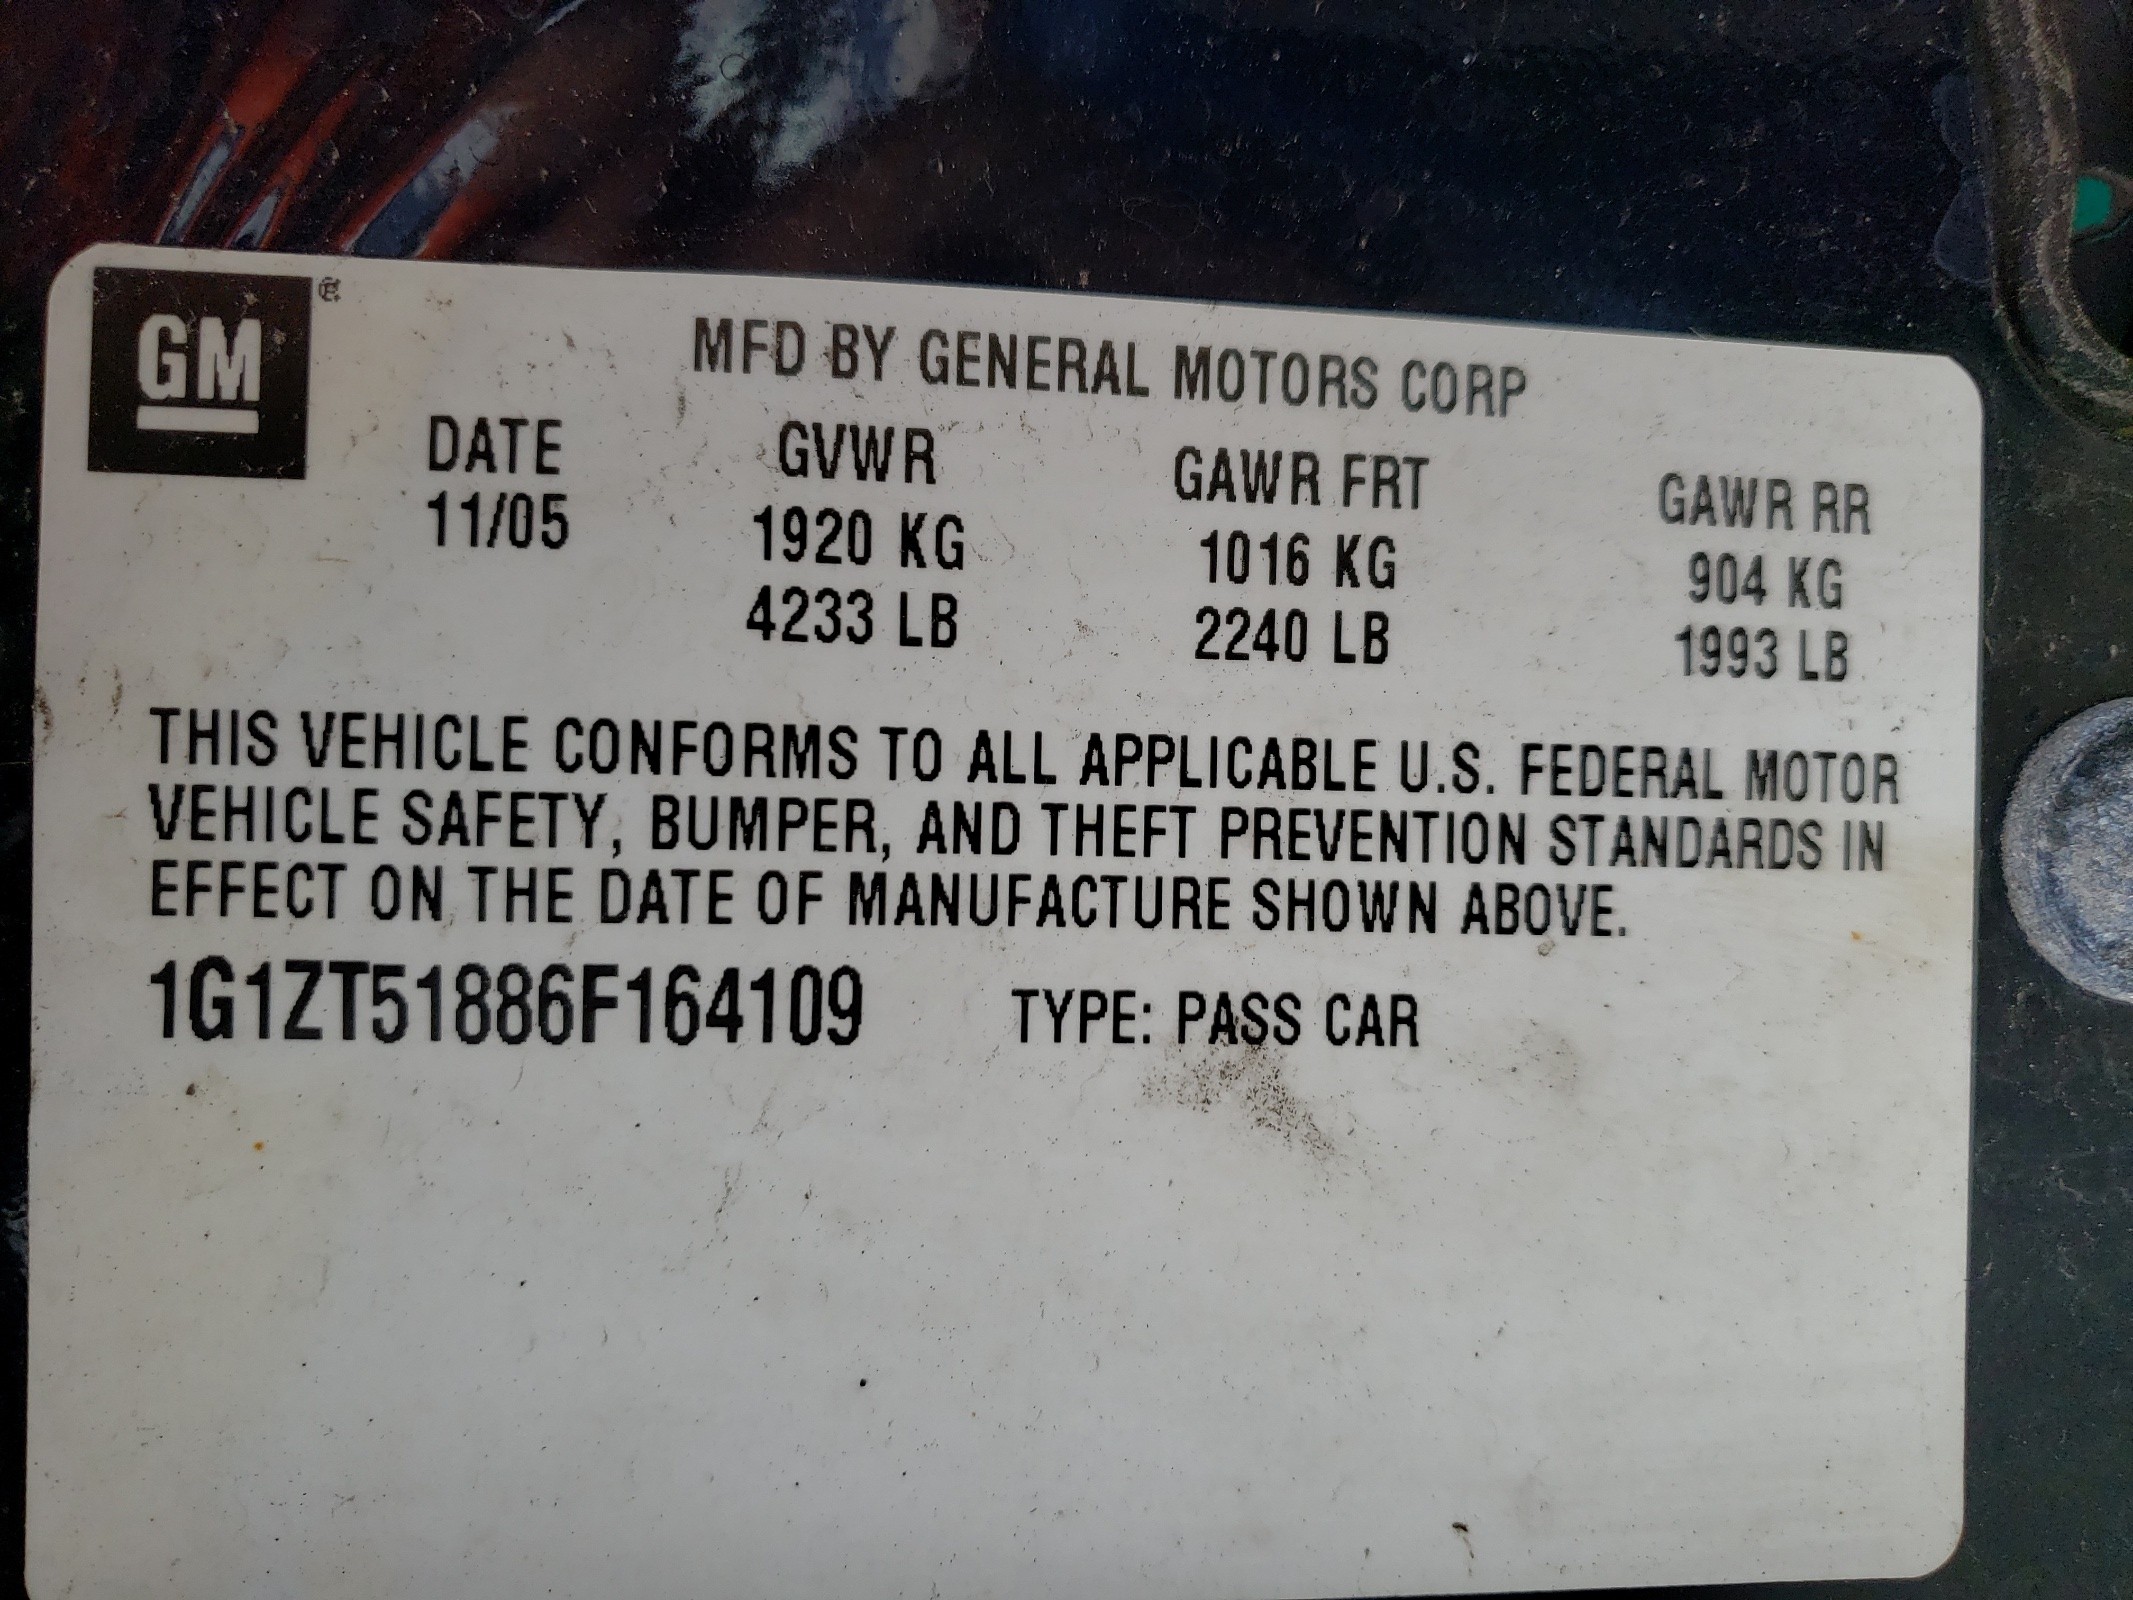 GM
MFD BY GENERAL MOTORS CORP
DATE GVWR GAWR FRT GAWR RR
11/05 1920 KG 1016 KG 904 KG
4233 LB 2240 LB 1993 LB
THIS VEHICLE CONFORMS TO ALL APPLICABLE U.S. FEDERAL MOTOR
VEHICLE SAFETY, BUMPER, AND THEFT PREVENTION STANDARDS IN
EFFECT ON THE DATE OF MANUFACTURE SHOWN ABOVE.
1G1ZT51886F164109 TYPE: PASS CAR